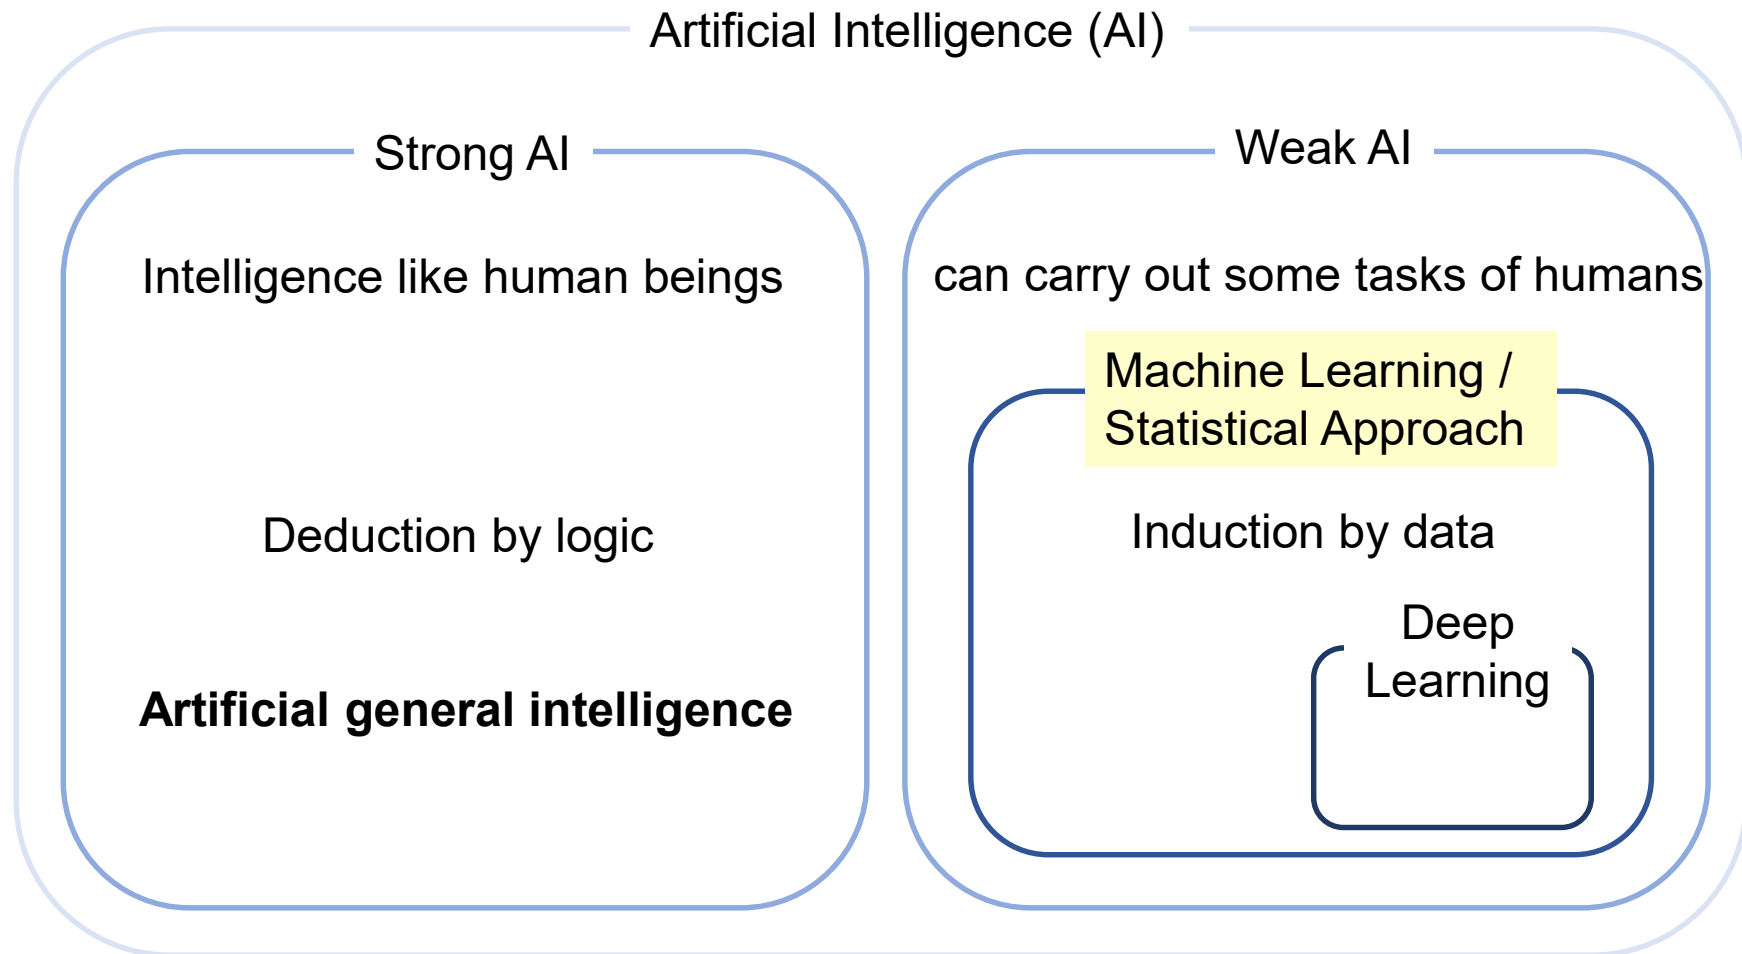 Artificial Intelligence (AI)
Strong AI
Intelligence like human beings
Deduction by logic
Artificial general intelligence
Weak AI
can carry out some tasks of humans
Machine Learning /
Statistical Approach
Induction by data
Deep
Learning